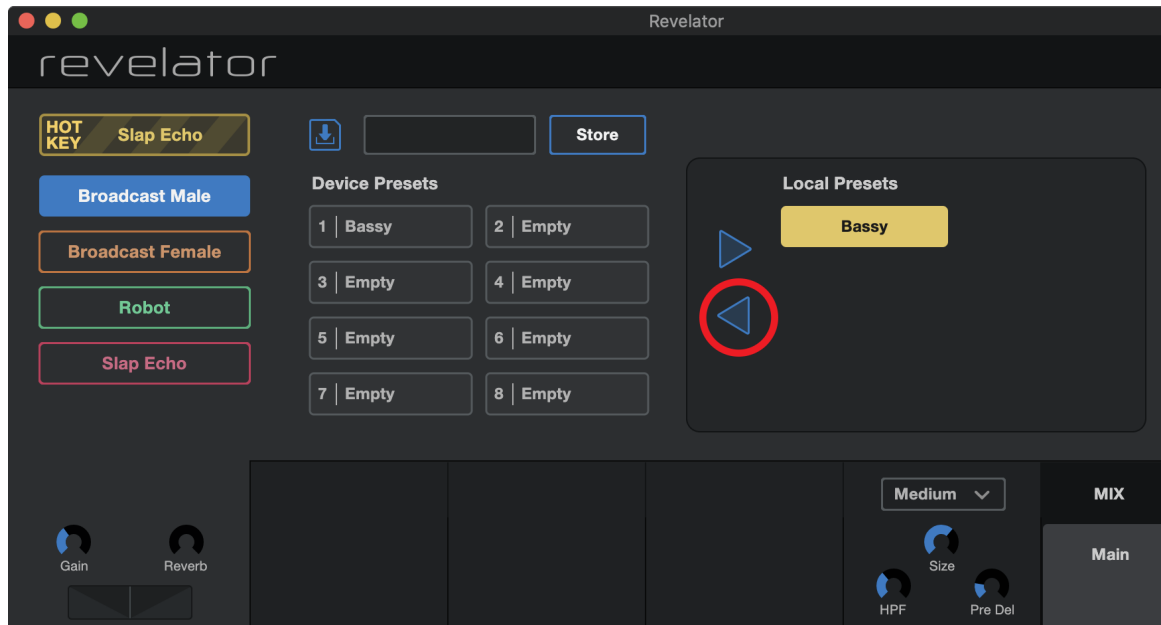 Revelator
revelator
HOT KEY Slap Echo
Store
Broadcast Male
Broadcast Female
Robot
Slap Echo
Device Presets
1 | Bassy
2 | Empty
3 | Empty
4 | Empty
5 | Empty
6 | Empty
7 | Empty
8 | Empty
Local Presets
Bassy
Gain
Reverb
Medium
Size
HPF
Pre Del
MIX
Main